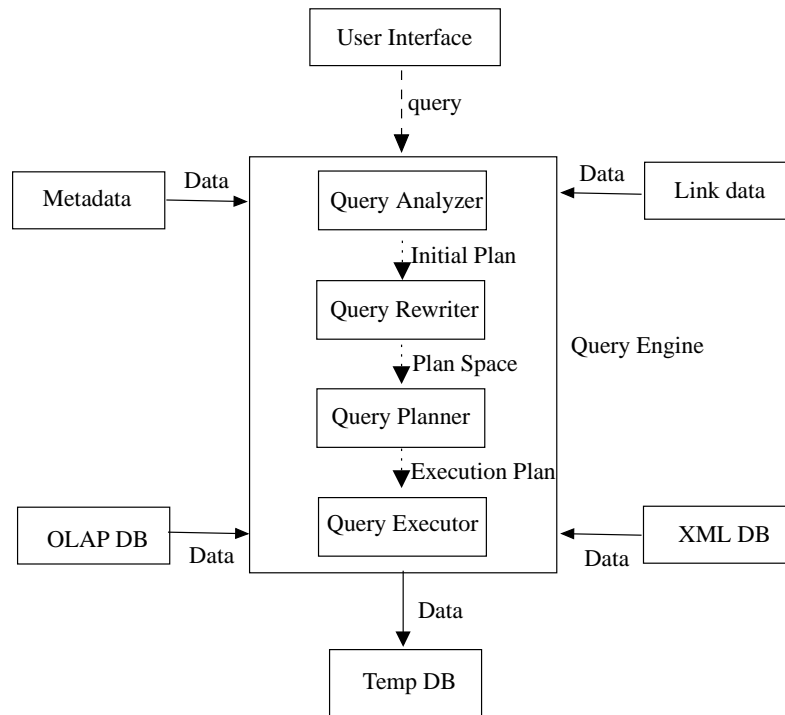 User Interface
query
Data
Data
Metadata
Query Analyzer
Link data
Initial Plan
Query Rewriter
Query Engine
Plan Space
Query Planner
Execution Plan
Query Executor
OLAP DB
XML DB
Data
Data
Data
Temp DB